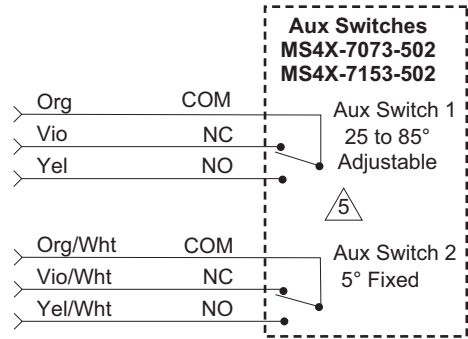 Aux Switches
MS4X-7073-502
MS4X-7153-502
Org COM
Vio NC
Yel NO
Aux Switch 1
25 to 85°
Adjustable
5
Org/Wht COM
Vio/Wht NC
Yel/Wht NO
Aux Switch 2
5° Fixed